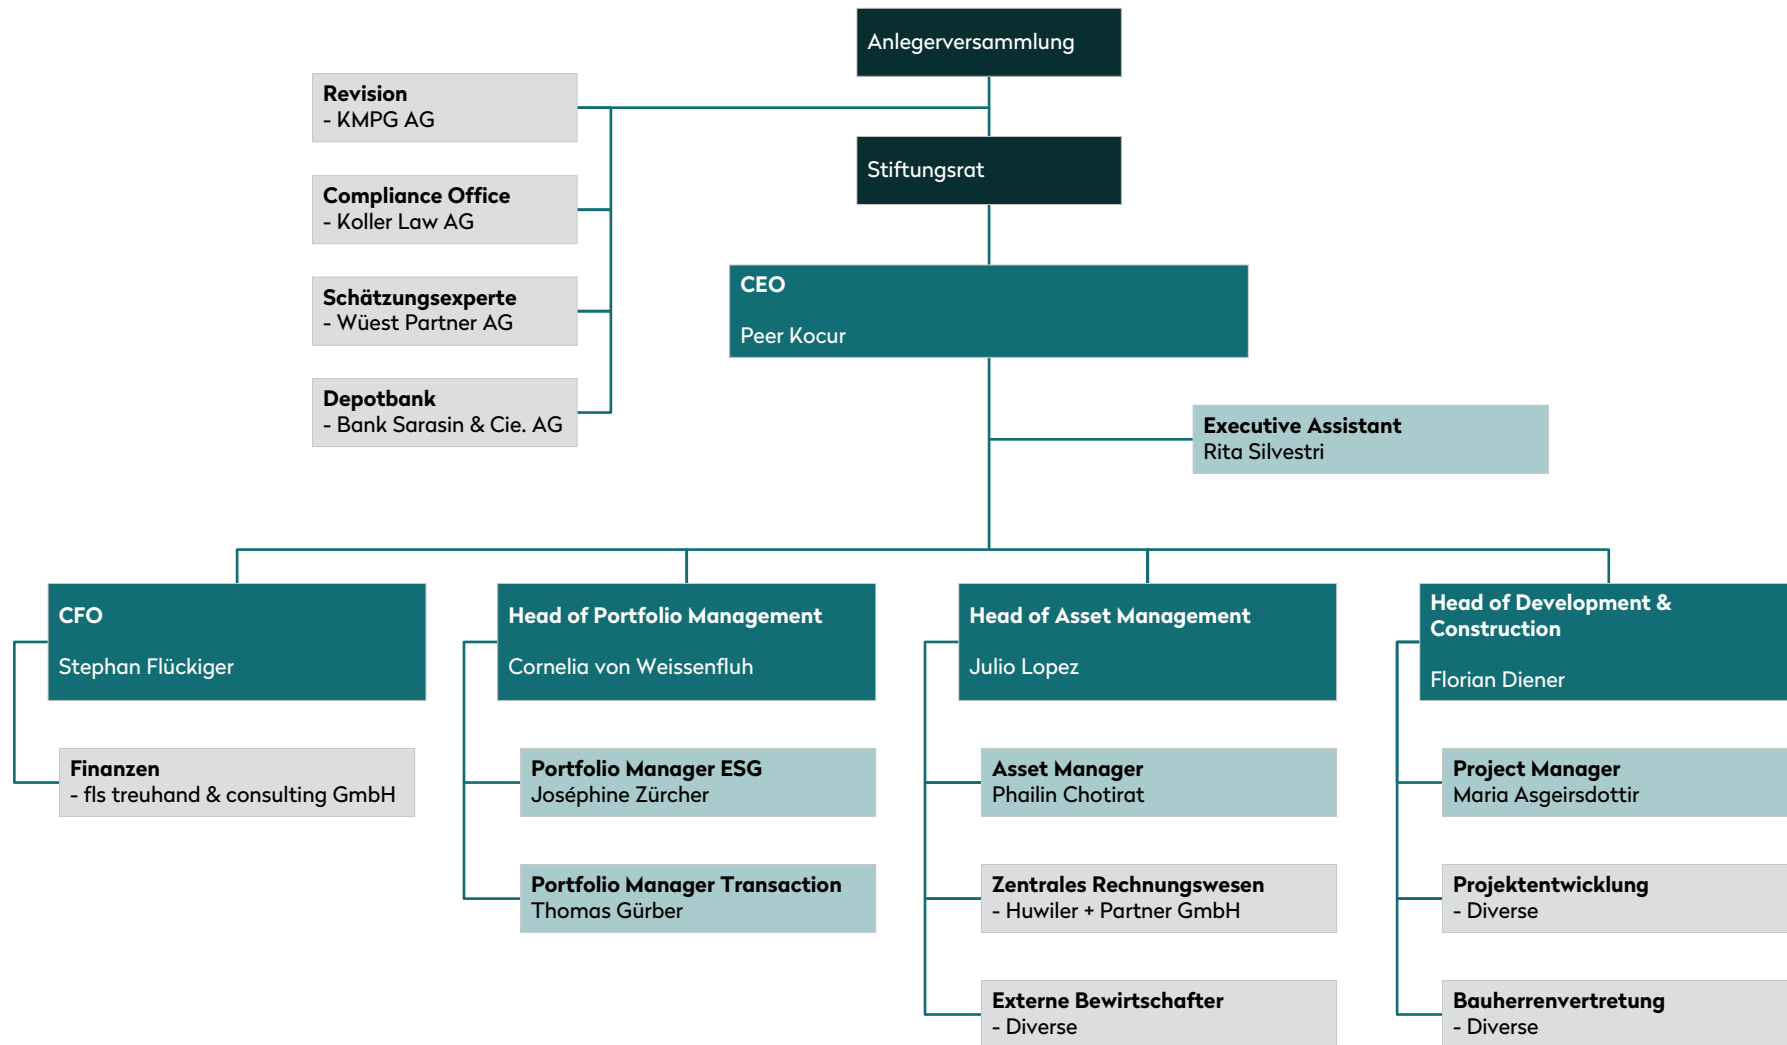 Anlegerversammlung
Revision
- KMPG AG
Stiftungsrat
Compliance Office
- Koller Law AG
Schätzungsexperte
- Wüest Partner AG
CEO
Peer Kocur
Depotbank
- Bank Sarasin & Cie. AG
Executive Assistant
Rita Silvestri
CFO
Stephan Flückiger
Finanzen
- fls treuhand & consulting GmbH
Head of Portfolio Management
Cornelia von Weissenfluh
Portfolio Manager ESG
Joséphine Zürcher
Portfolio Manager Transaction
Thomas Gürber
Head of Asset Management
Julio Lopez
Asset Manager
Phailin Chotirat
Zentrales Rechnungswesen
- Huwiler + Partner GmbH
Externe Bewirtschafter
- Diverse
Head of Development &
Construction
Florian Diener
Project Manager
Maria Asgeirsdottir
Projektentwicklung
- Diverse
Bauherrenvertretung
- Diverse